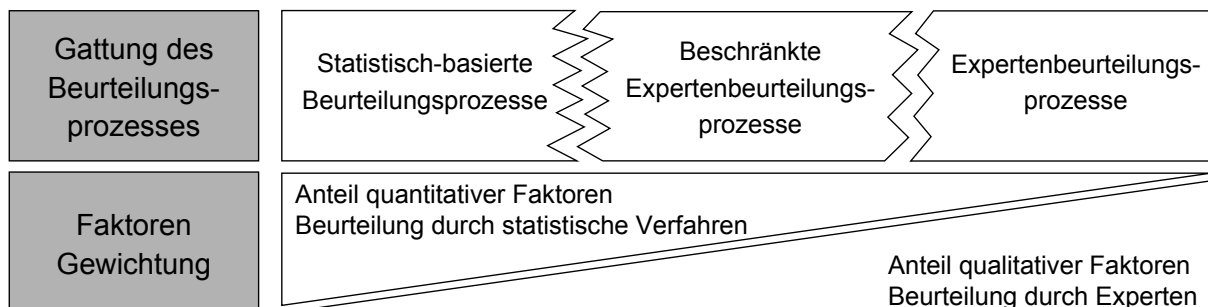 Gattung des
Beurteilungs-
prozesses
Statistisch-basierte
Beurteilungsprozesse
Beschränkte
Expertenbeurteilungs-
prozesse
Expertenbeurteilungs-
prozesse
Faktoren
Gewichtung
Anteil quantitativer Faktoren
Beurteilung durch statistische Verfahren
Anteil qualitativer Faktoren
Beurteilung durch Experten